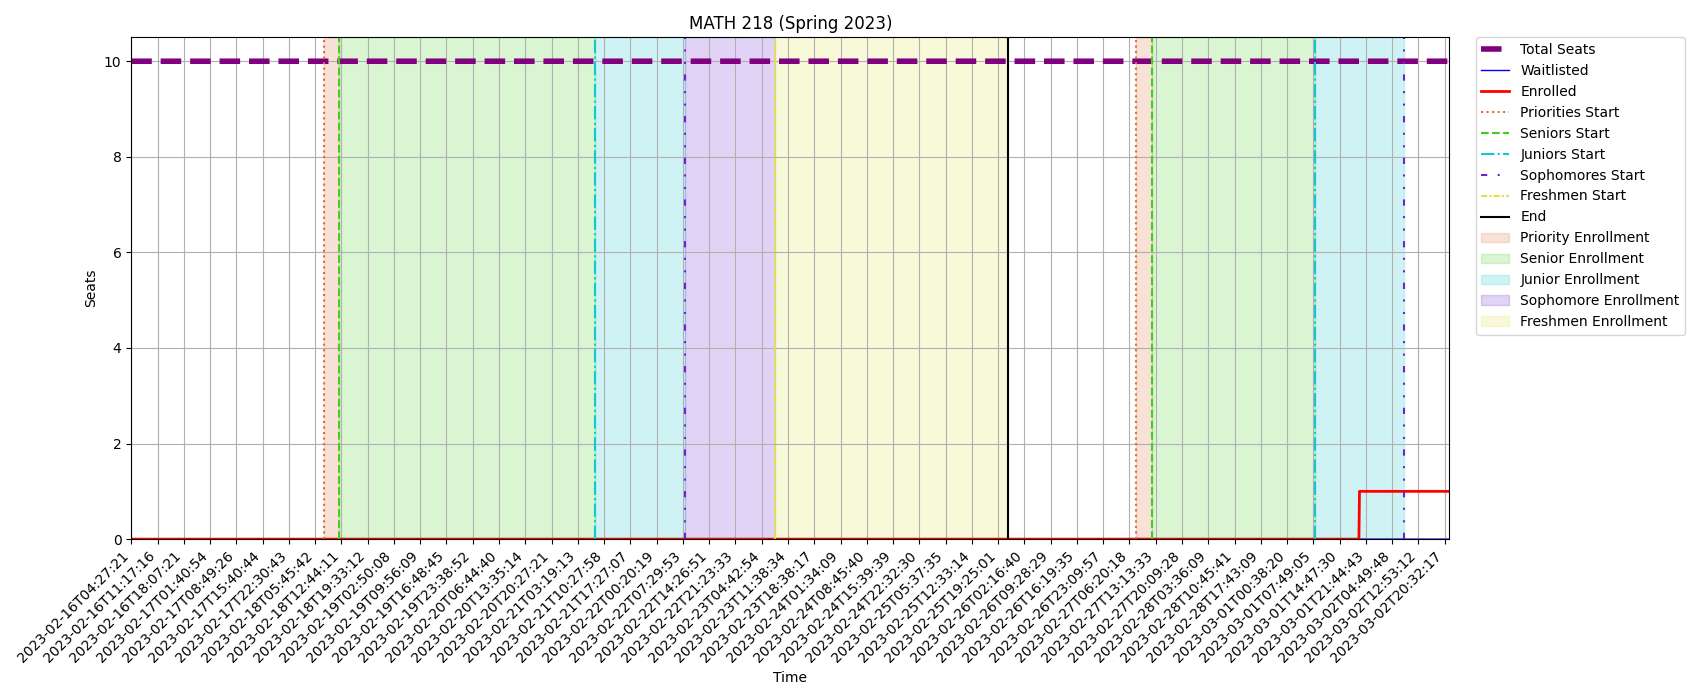 MATH 218 (Spring 2023)
10
8
6
4
2
0
Seats
2023-02-16T04:27:21
2023-02-16T11:17:16
2023-02-16T18:07:21
2023-02-17T01:40:54
2023-02-17T08:49:26
2023-02-17T15:40:44
2023-02-17T22:30:43
2023-02-18T05:45:42
2023-02-18T12:44:11
2023-02-18T19:33:12
2023-02-19T02:50:08
2023-02-19T09:56:09
2023-02-19T16:48:45
2023-02-19T23:38:52
2023-02-20T06:44:40
2023-02-20T13:35:14
2023-02-20T20:27:21
2023-02-21T03:19:13
2023-02-21T10:27:58
2023-02-21T17:27:07
2023-02-22T00:20:19
2023-02-22T07:29:53
2023-02-22T14:26:51
2023-02-22T21:23:33
2023-02-23T04:42:54
2023-02-23T11:38:34
2023-02-23T18:38:17
2023-02-24T01:34:09
2023-02-24T08:45:40
2023-02-24T15:39:39
2023-02-24T22:32:30
2023-02-25T05:37:35
2023-02-25T12:33:14
2023-02-25T19:25:01
2023-02-26T02:16:40
2023-02-26T09:28:29
2023-02-26T16:19:35
2023-02-26T23:09:57
2023-02-27T06:20:18
2023-02-27T13:13:33
2023-02-27T20:09:28
2023-02-28T03:36:09
2023-02-28T10:45:41
2023-02-28T17:43:09
2023-03-01T00:38:20
2023-03-01T07:49:05
2023-03-01T14:47:30
2023-03-01T21:44:43
2023-03-02T04:49:48
2023-03-02T12:53:12
2023-03-02T20:32:17
Time
Total Seats
Waitlisted
Enrolled
Priorities Start
Seniors Start
Juniors Start
Sophomores Start
Freshmen Start
End
Priority Enrollment
Senior Enrollment
Junior Enrollment
Sophomore Enrollment
Freshmen Enrollment